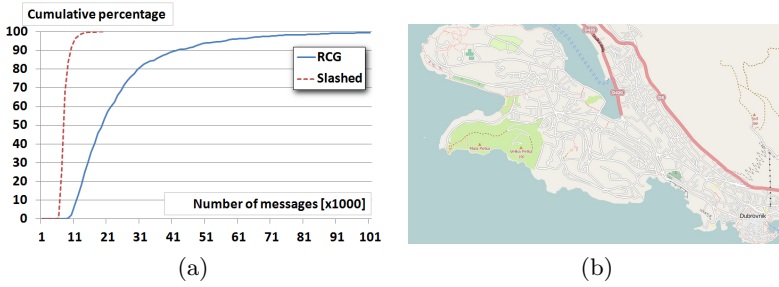 Cumulative percentage
100
90
80
70
60
50
40
30
20
10
0
RCG
Slashed
Number of messages [x1000]
1 11 21 31 41 51 61 71 81 91 101
Dubrovnik
(a)
(b)